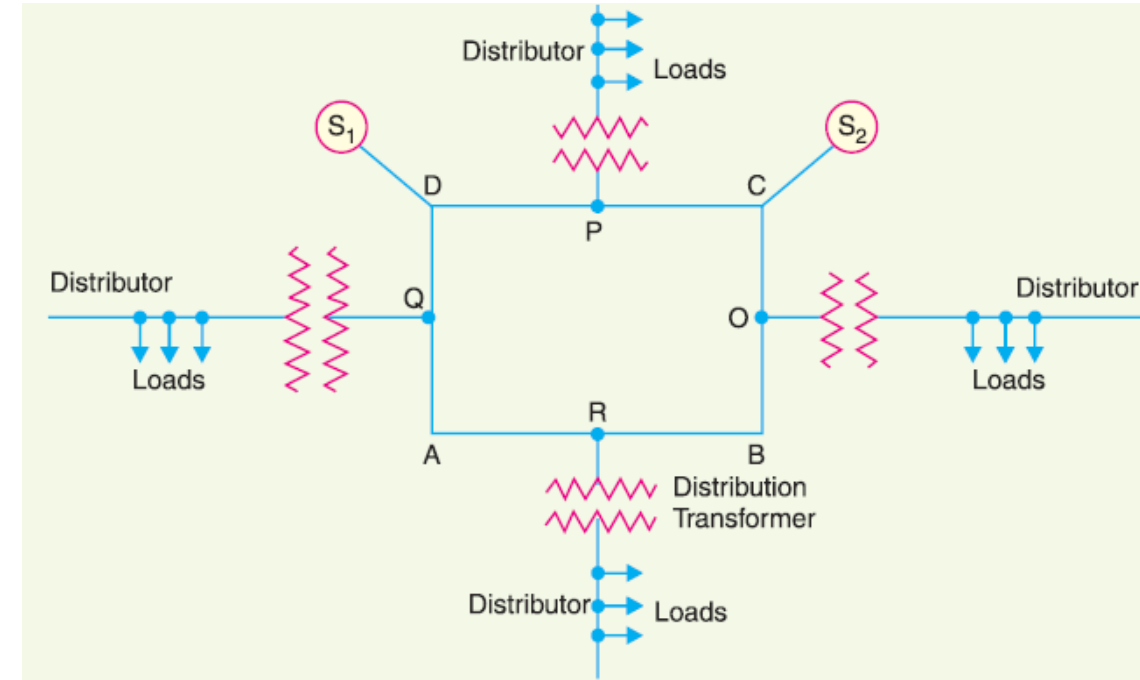 Distributor
Loads
S1
S2
D
C
P
Distributor
Q
Distributor
O
Loads
Loads
R
A
B
Distribution
Transformer
Distributor
Loads